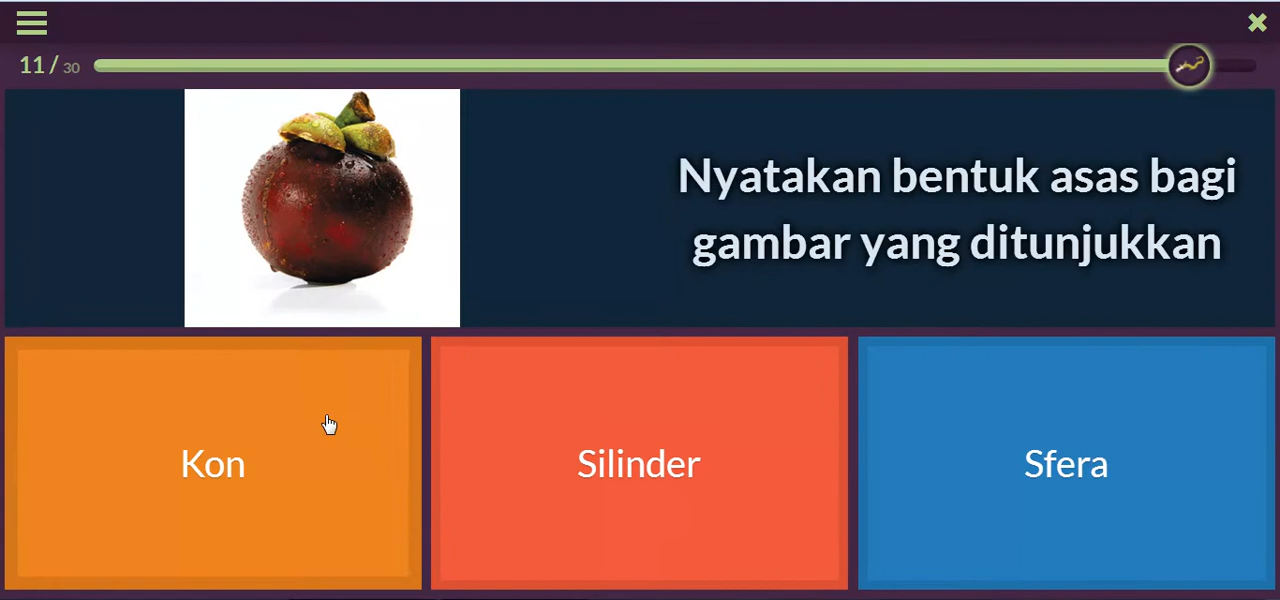 11 / 30
Nyatakan bentuk asas bagi
gambar yang ditunjukkan
Kon
Silinder
Sfera